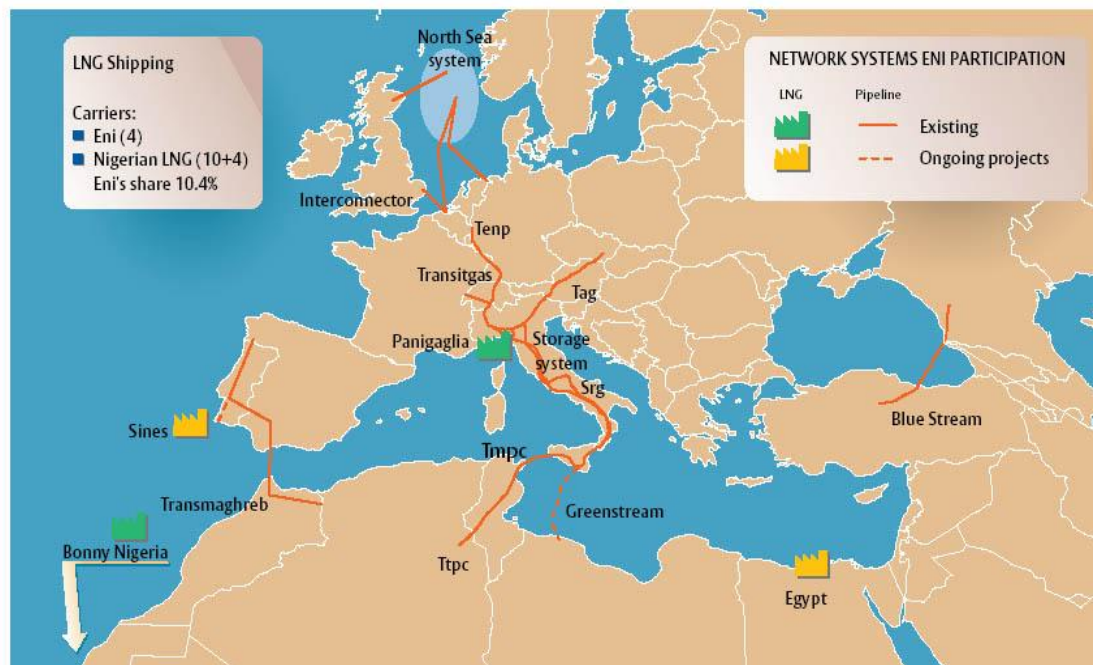 LNG Shipping
Carriers:
Eni (4)
Nigerian LNG (10+4)
Eni's share 10.4%
North Sea
system
NETWORK SYSTEMS ENI PARTICIPATION
LNG
Pipeline
Existing
Ongoing projects
Interconnector
Tenp
Transitgas
Tag
Panigaglia
Storage
system
Srg
Blue Stream
Sines
Tmpc
Transmaghreb
Greenstream
Bonny Nigeria
Ttpc
Egypt